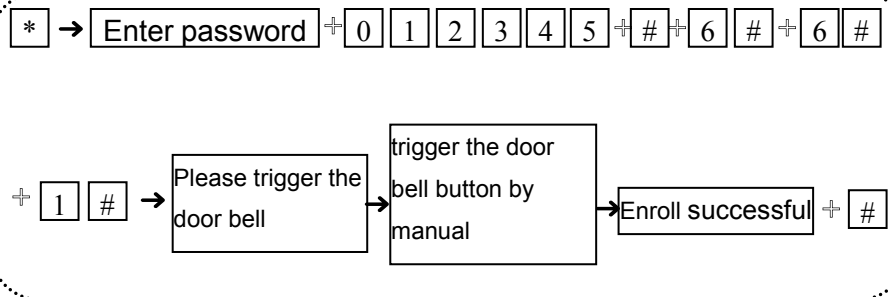 * → Enter password + 0 1 2 3 4 5 + # + 6 # + 6 #
+ 1 # → Please trigger the door bell → trigger the door bell button by manual → Enroll successful + #